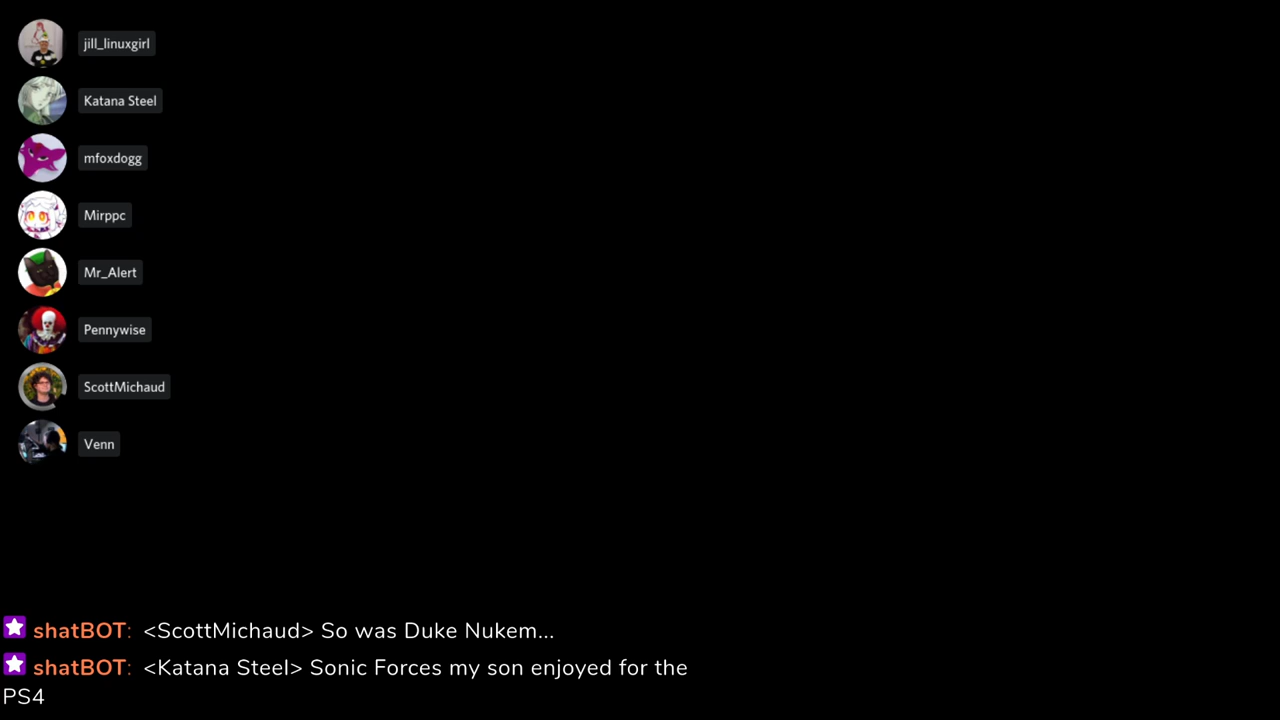 jill_linuxgirl
Katana Steel
mfoxdogg
Mirppc
Mr_Alert
Pennywise
ScottMichaud
Venn
shatBOT: <ScottMichaud> So was Duke Nukem...
shatBOT: <Katana Steel> Sonic Forces my son enjoyed for the
PS4